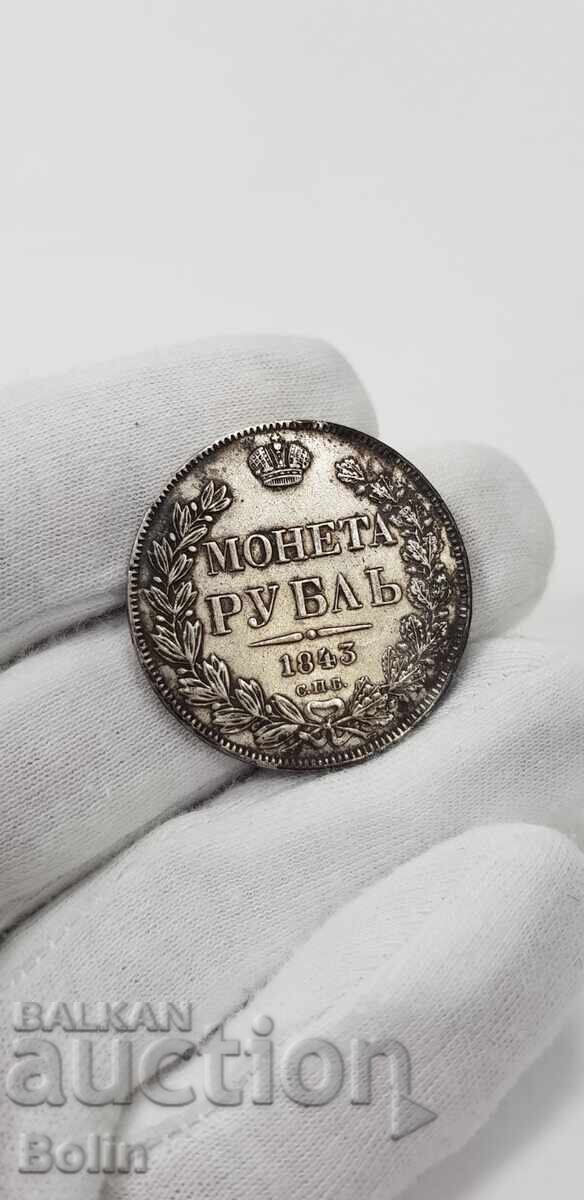 МОНЕТА
РУБЛЬ
1843
С.П.Б.
BALKAN
auction
Bolin